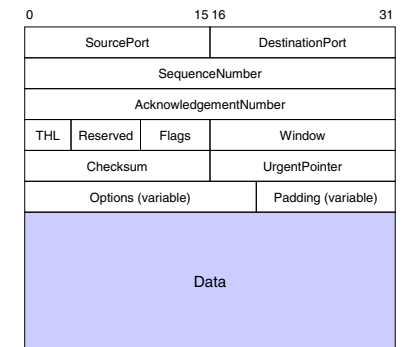 0 15 16 31
SourcePort DestinationPort
SequenceNumber
AcknowledgementNumber
THL Reserved Flags Window
Checksum UrgentPointer
Options (variable) Padding (variable)
Data